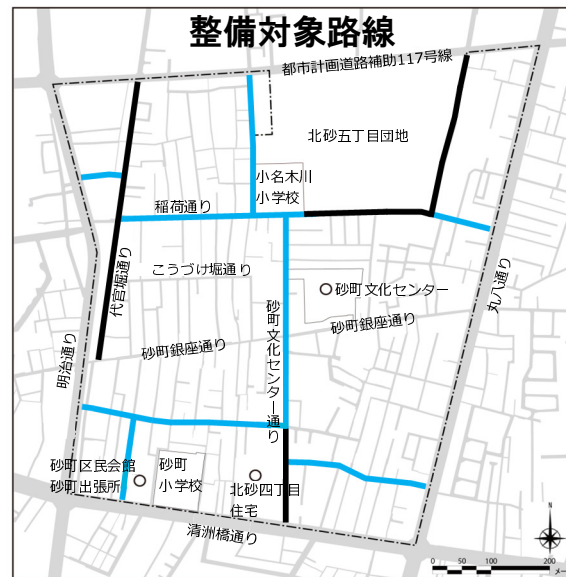 整備対象路線
都市計画道路補助117号線
北砂五丁目団地
小名木川
小学校
稲荷通り
こうづけ堀通り
代官堀通り
砂町文化センター
丸八通り
砂町文化センター通り
砂町銀座通り
砂町銀座通り
明治通り
砂町区民会館
砂町出張所
砂町
小学校
北砂四丁目
住宅
清洲橋通り
N
0 50 100 200
メー